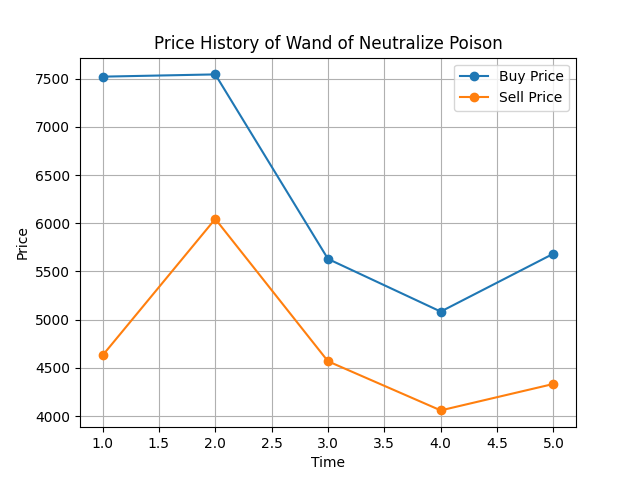 Price History of Wand of Neutralize Poison
Buy Price
Sell Price
7500
7000
6500
6000
5500
5000
4500
4000
Price
1.0 1.5 2.0 2.5 3.0 3.5 4.0 4.5 5.0
Time